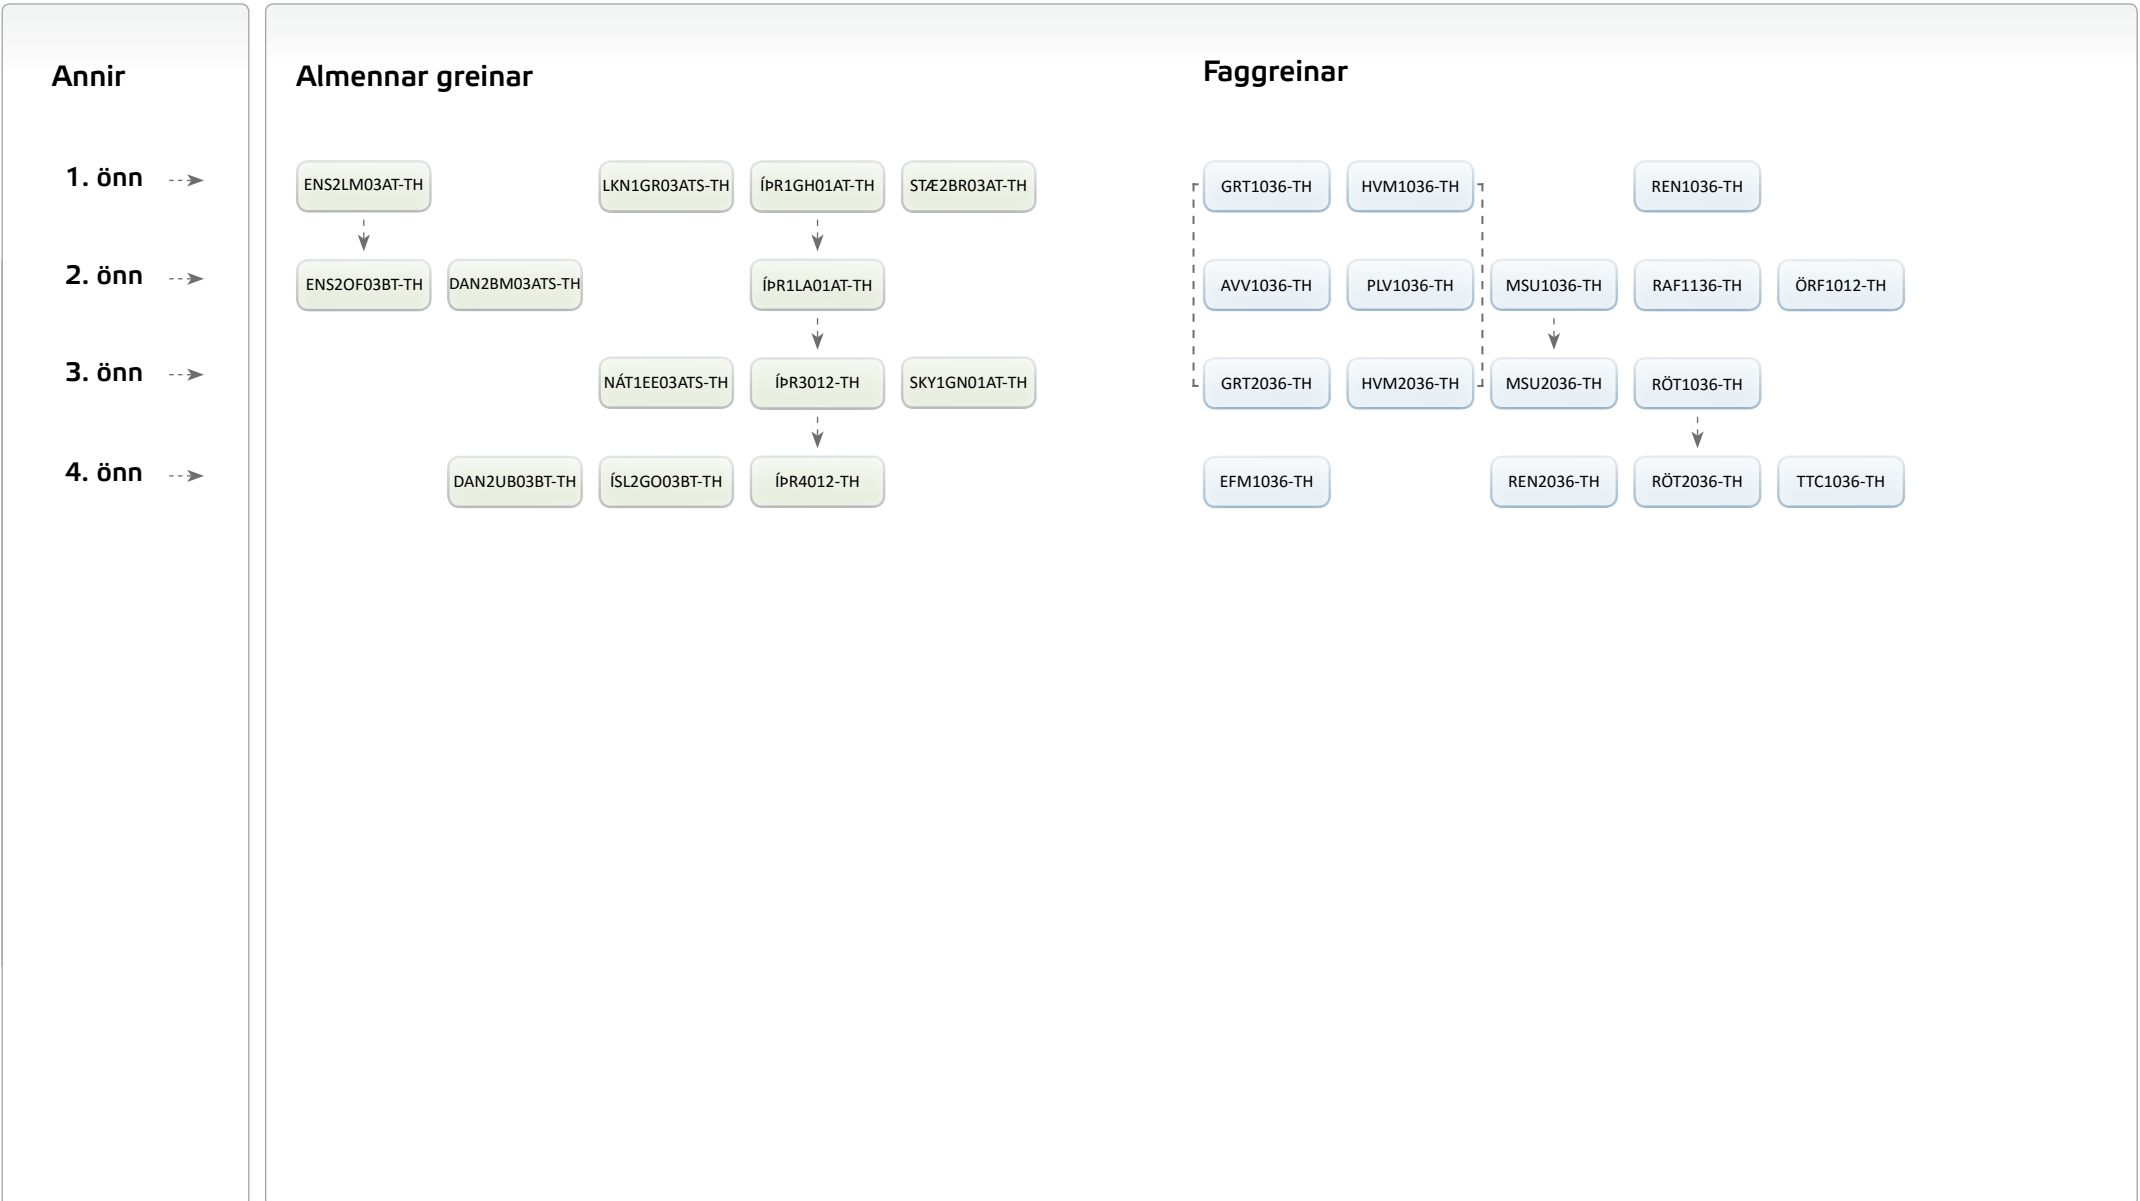 Annir
Almennar greinar
Faggreinar
1. önn
ENS2LM03AT-TH
LKN1GR03ATS-TH
ÍÞR1GH01AT-TH
STÆ2BR03AT-TH
GRT1036-TH
HVM1036-TH
REN1036-TH
2. önn
ENS2OF03BT-TH
DAN2BM03ATS-TH
ÍÞR1LA01AT-TH
AVV1036-TH
PLV1036-TH
MSU1036-TH
RAF1136-TH
ÖRF1012-TH
3. önn
NÁT1EE03ATS-TH
ÍÞR3012-TH
SKY1GN01AT-TH
GRT2036-TH
HVM2036-TH
MSU2036-TH
RÖT1036-TH
4. önn
DAN2UB03BT-TH
ÍSL2GO03BT-TH
ÍÞR4012-TH
EFM1036-TH
REN2036-TH
RÖT2036-TH
TTC1036-TH